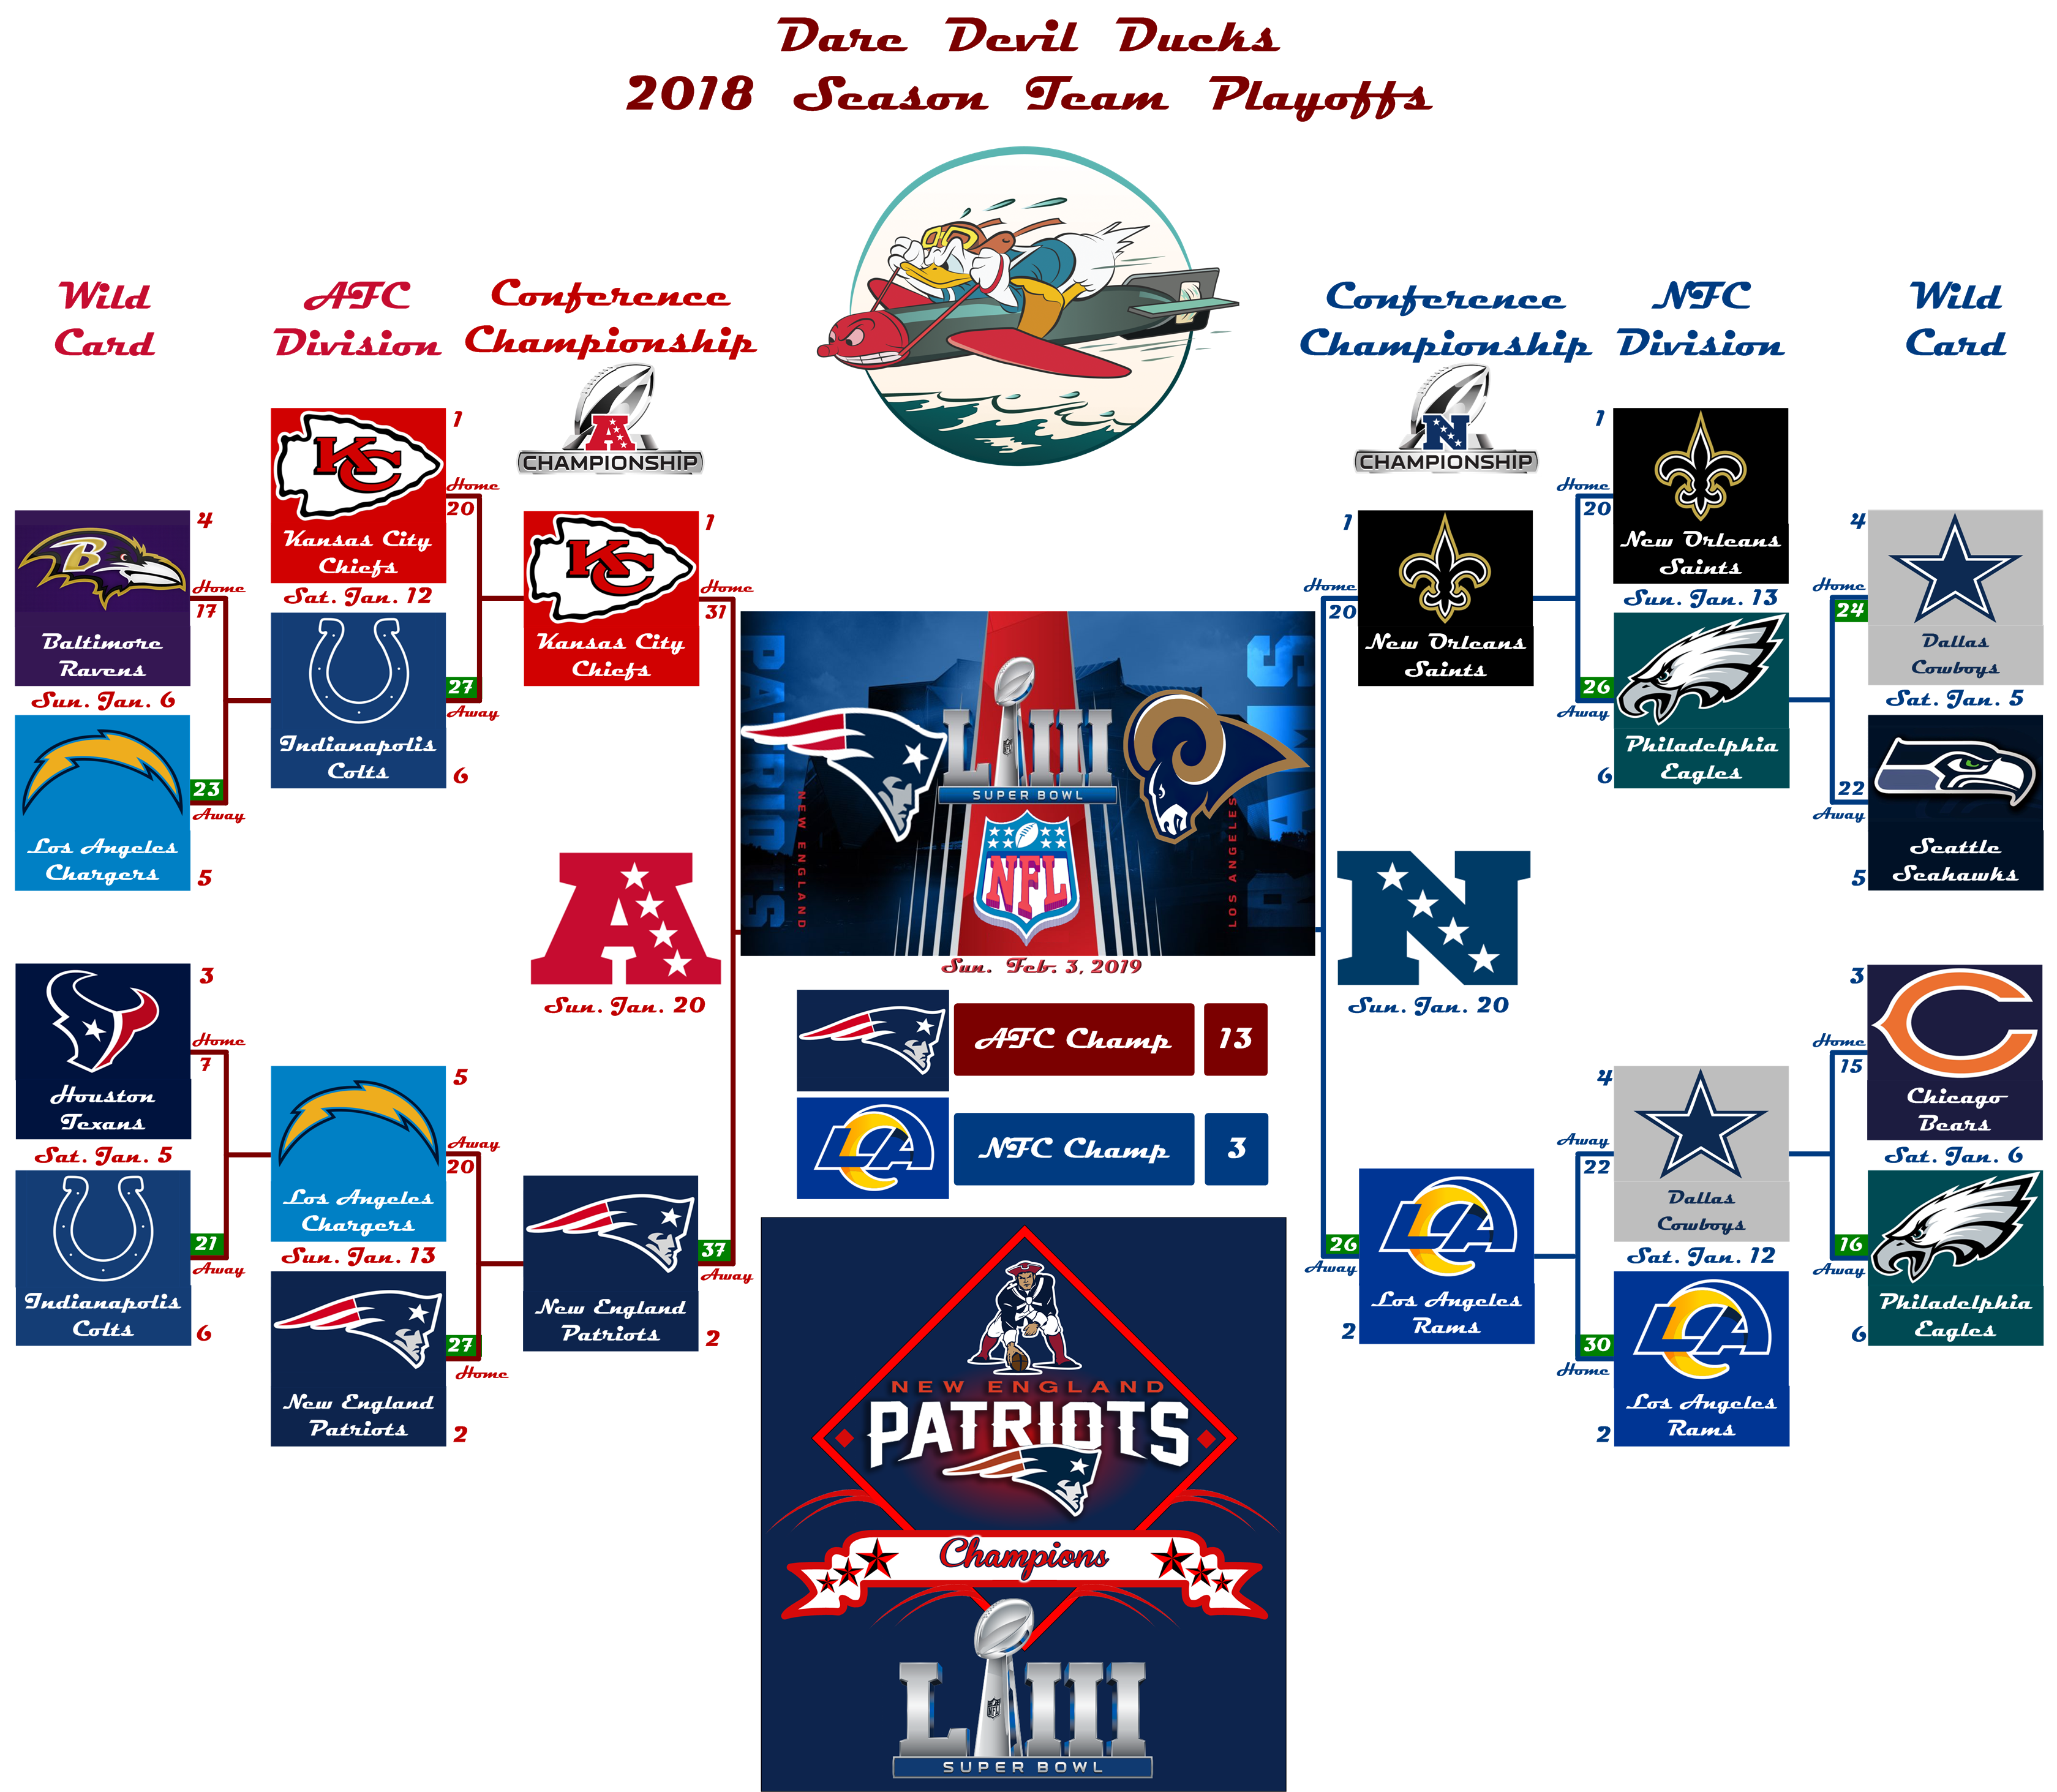 Dare Devil Ducks
2018 Season Team Playoffs
Wild
Card
AFC
Division
Conference
Championship
CHAMPIONSHIP
Conference
Championship
CHAMPIONSHIP
NFC
Division
Wild
Card
4
Home
17
Baltimore
Ravens
Sun. Jan. 6
23
Away
Los Angeles
Chargers
5
3
Home
7
Houston
Texans
Sat. Jan. 5
21
Away
Indianapolis
Colts
6
1
KC
Home
20
Kansas City
Chiefs
Sat. Jan. 12
27
Away
Indianapolis
Colts
6
5
Away
20
Los Angeles
Chargers
Sun. Jan. 13
27
Home
New England
Patriots
2
1
KC
Home
31
Kansas City
Chiefs
A
Sun. Jan. 20
37
Away
New England
Patriots
2
PATRIOTS
NEW ENGLAND
LIII
SUPER BOWL
NFL
LOS ANGELES
Sun. Feb. 3, 2019
AFC Champ 13
LA
NFC Champ 3
NEW ENGLAND
PATRIOTS
Champions
LIII
NFL
SUPER BOWL
1
Home
20
New Orleans
Saints
N
Sun. Jan. 20
26
Away
LA
Los Angeles
Rams
2
1
Home
20
New Orleans
Saints
Sun. Jan. 13
26
Away
Philadelphia
Eagles
6
4
Away
22
Dallas
Cowboys
Sat. Jan. 12
30
Home
LA
Los Angeles
Rams
2
4
Home
24
Dallas
Cowboys
Sat. Jan. 5
22
Away
Seattle
Seahawks
5
3
Home
15
Chicago
Bears
Sat. Jan. 6
16
Away
Philadelphia
Eagles
6